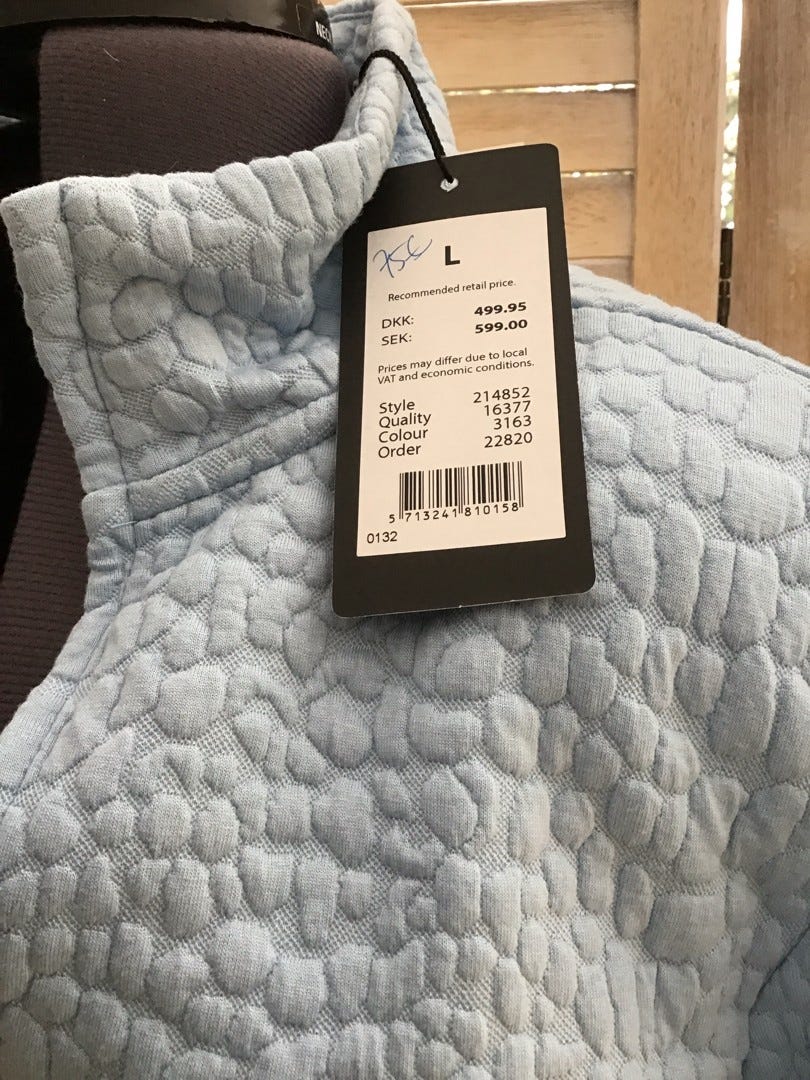 75€ L
Recommended retail price.
DKK: 499.95
SEK: 599.00
Prices may differ due to local
VAT and economic conditions.
Style 214852
Quality 16377
Colour 3163
Order 22820
5 713241 810158
0132